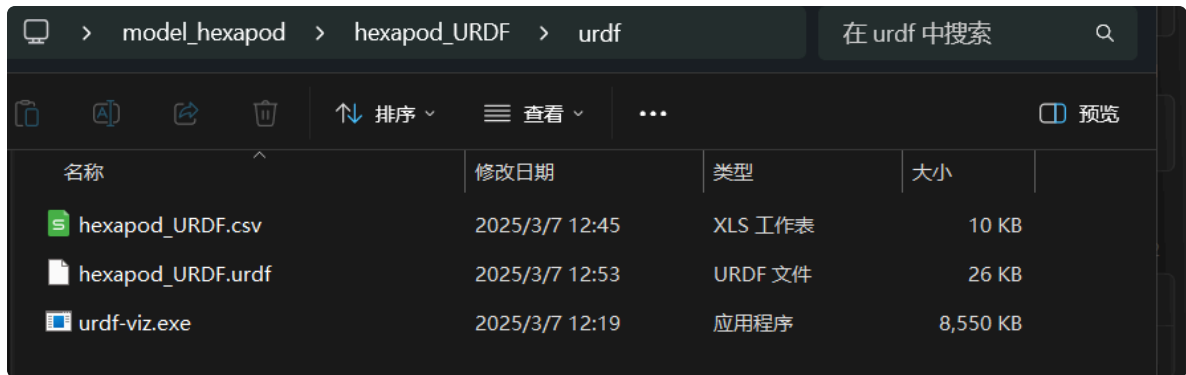 model_hexapod > hexapod_URDF > urdf 在 urdf 中搜索
排序 查看 ••• 预览
名称 修改日期 类型 大小
hexapod_URDF.csv 2025/3/7 12:45 XLS 工作表 10 KB
hexapod_URDF.urdf 2025/3/7 12:53 URDF 文件 26 KB
urdf-viz.exe 2025/3/7 12:19 应用程序 8,550 KB